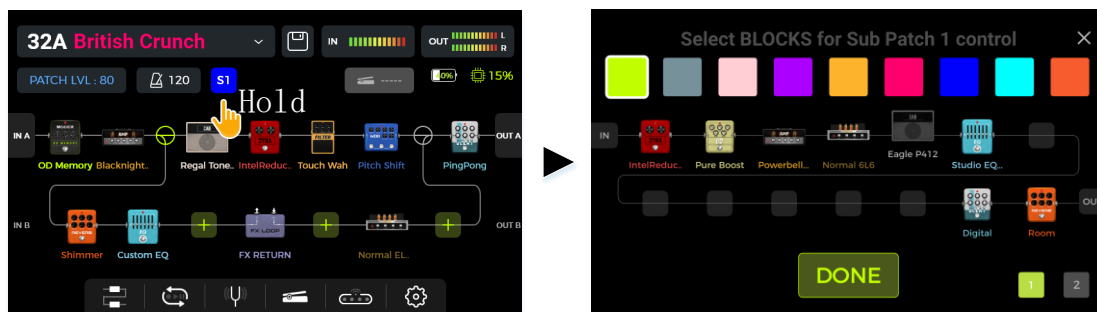 32A British Crunch
IN
OUT
L
R
PATCH LVL : 80
120
S1
-----
40%
15%
Hold
IN A
OUT A
OD Memory
Blacknight..
Regal Tone..
IntelReduc..
Touch Wah
Pitch Shift
PingPong
IN B
FX LOOP
OUT B
Shimmer
Custom EQ
FX RETURN
Normal EL..
Select BLOCKS for Sub Patch 1 control
IN
IntelReduc..
Pure Boost
Powerbell...
Normal 6L6
Eagle P412
Studio EQ..
OU
Digital
Room
DONE
1
2